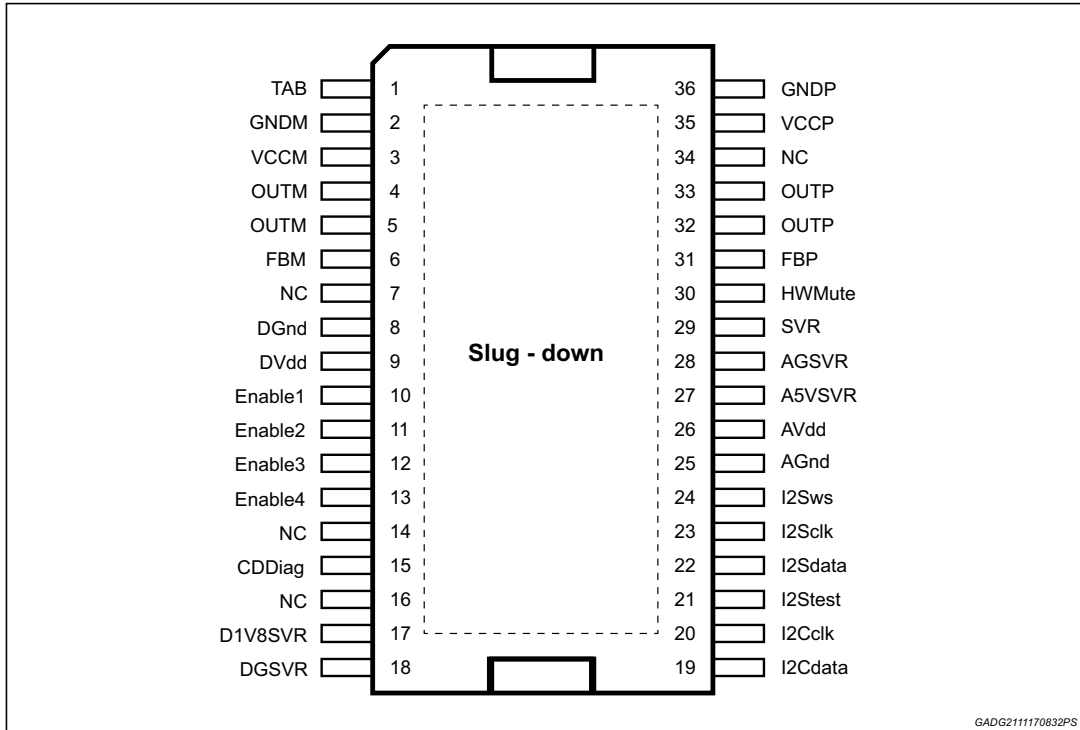 TAB 1 36 GNDP
GNDM 2 35 VCCP
VCCM 3 34 NC
OUTM 4 33 OUTP
OUTM 5 32 OUTP
FBM 6 31 FBP
NC 7 30 HWMute
DGnd 8 29 SVR
Slug - down
DVdd 9 28 AGSVR
Enable1 10 27 A5VSVR
Enable2 11 26 AVdd
Enable3 12 25 AGnd
Enable4 13 24 I2Sws
NC 14 23 I2Sclk
CDDiag 15 22 I2Sdata
NC 16 21 I2Stest
D1V8SVR 17 20 I2Cclk
DGSVR 18 19 I2Cdata
GADG2111170832PS